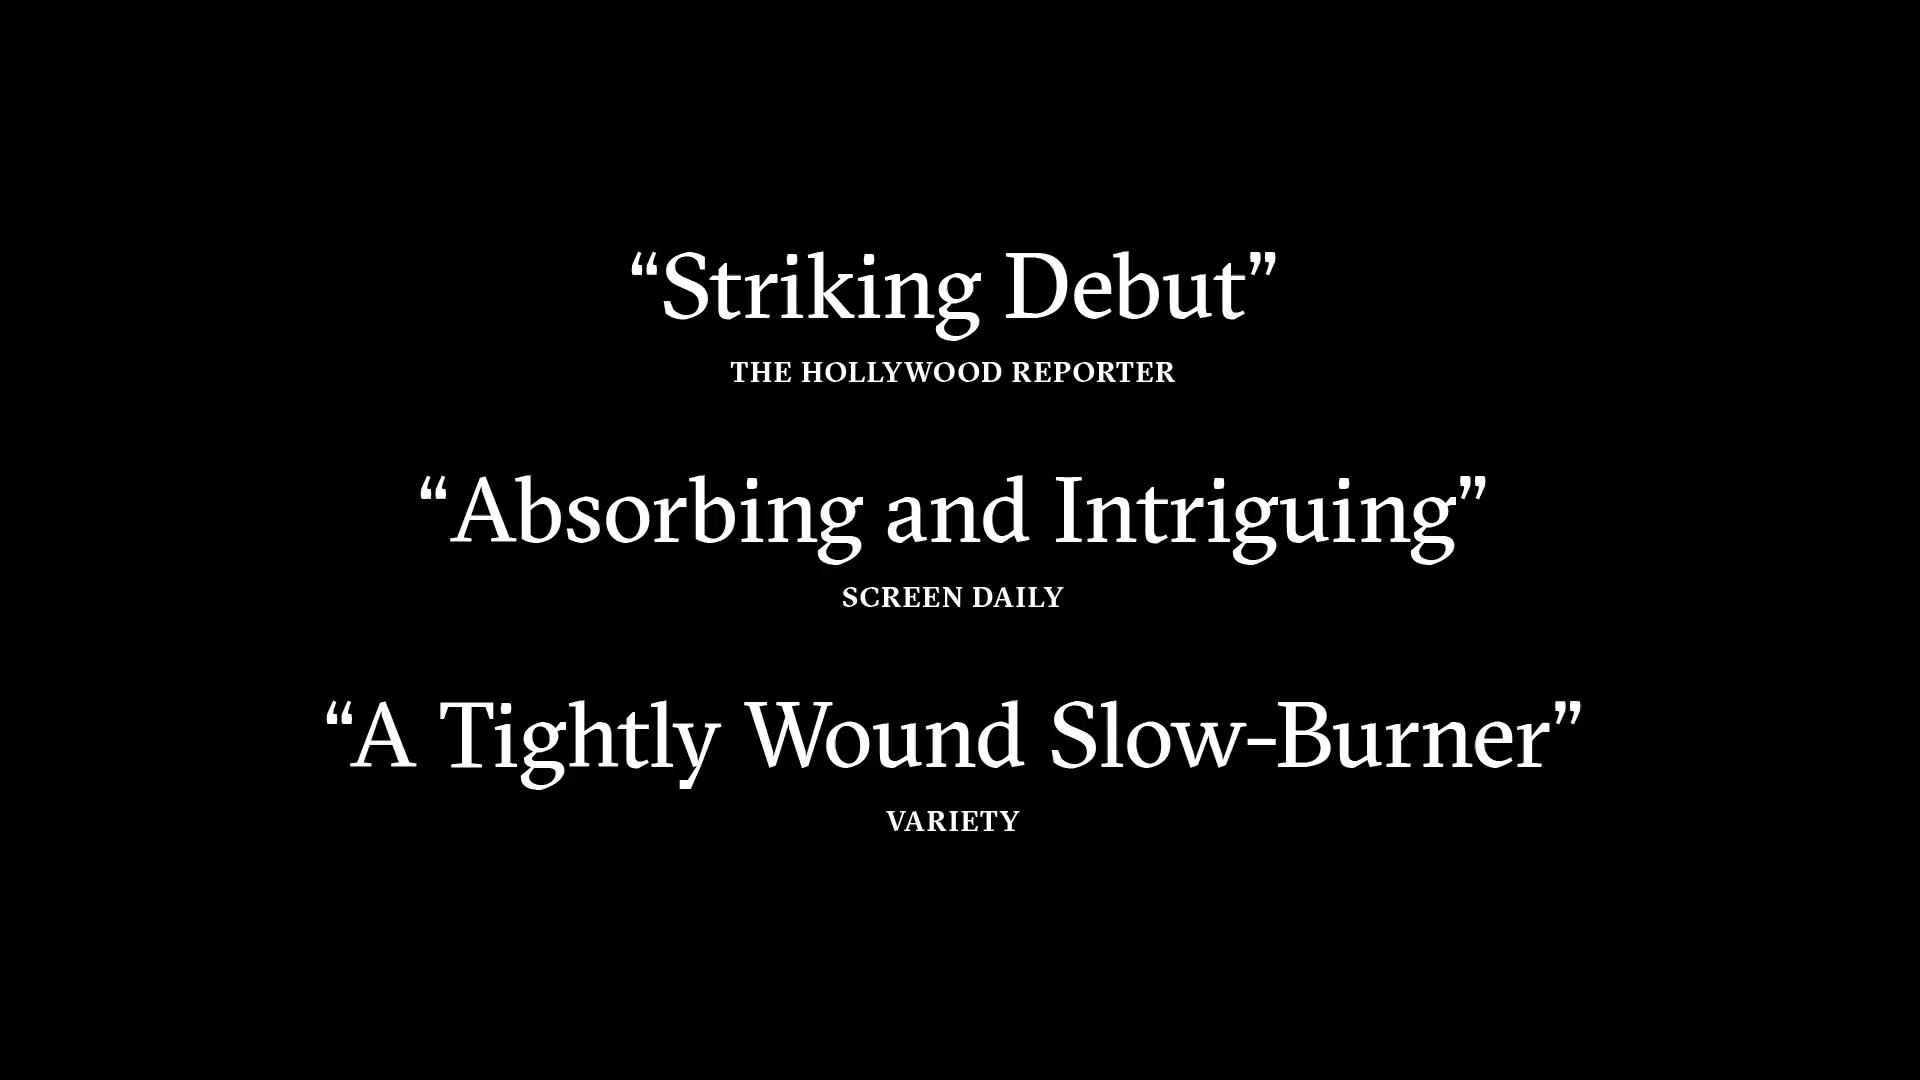 “Striking Debut”
THE HOLLYWOOD REPORTER
“Absorbing and Intriguing”
SCREEN DAILY
“A Tightly Wound Slow-Burner”
VARIETY